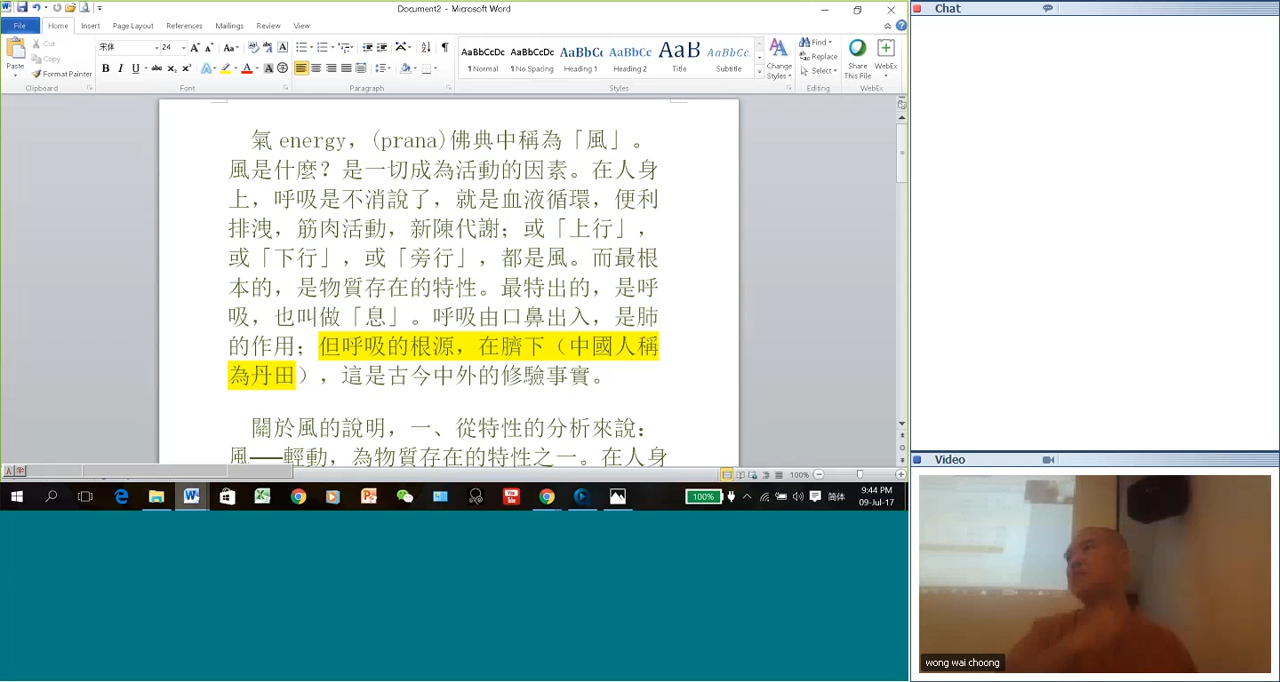 Document2 - Microsoft Word
File Home Insert Page Layout References Mailings Review View
Paste
Cut
Copy
Format Painter
Clipboard
宋体 24
Font
Paragraph
AaBbCcDc AaBbCcDc AaBbCc AaBbCc AaB AaBbCc.
¶ Normal ¶ No Spacing Heading 1 Heading 2 Title Subtitle
Styles
Change Styles
Find
Replace
Select
Editing
Share This File
WebEx
WebEx
氣 energy，(prana)佛典中稱為「風」。
風是什麼？是一切成為活動的因素。在人身
上，呼吸是不消說了，就是血液循環，便利
排洩，筋肉活動，新陳代謝；或「上行」，
或「下行」，或「旁行」，都是風。而最根
本的，是物質存在的特性。最特出的，是呼
吸，也叫做「息」。呼吸由口鼻出入，是肺
的作用；但呼吸的根源，在臍下（中國人稱
為丹田），這是古今中外的修驗事實。
關於風的說明，一、從特性的分析來說：
風──輕動，為物質存在的特性之一。在人身
100%
100%
简体
9:44 PM
09-Jul-17
Chat
Video
wong wai choong